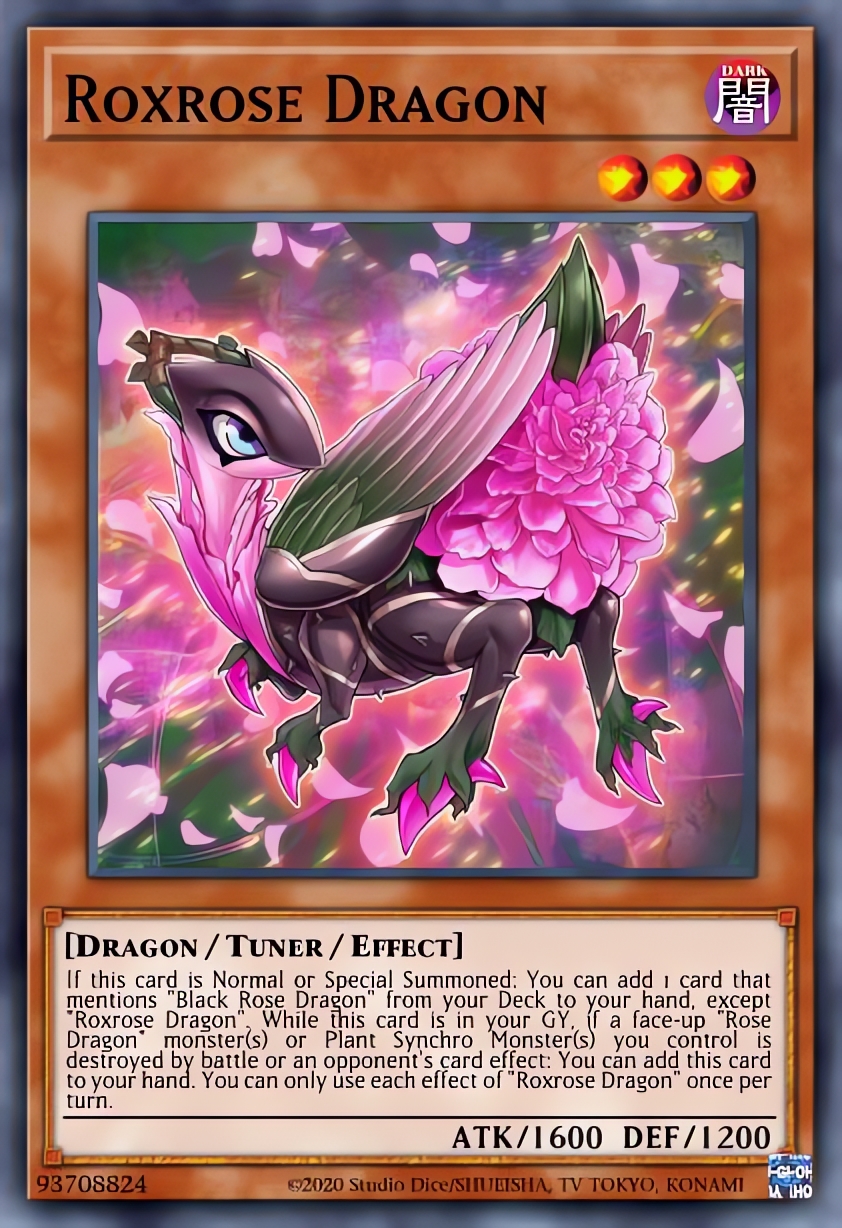 Roxrose Dragon
DARK
闇
[Dragon / Tuner / Effect]
If this card is Normal or Special Summoned: You can add 1 card that
mentions "Black Rose Dragon" from your Deck to your hand, except
"Roxrose Dragon". While this card is in your GY, if a face-up "Rose
Dragon" monster(s) or Plant Synchro Monster(s) you control is
destroyed by battle or an opponent's card effect: You can add this card
to your hand. You can only use each effect of "Roxrose Dragon" once per
turn.
ATK/1600 DEF/1200
93708824
©2020 Studio Dice/SHUEISHA, TV TOKYO, KONAMI